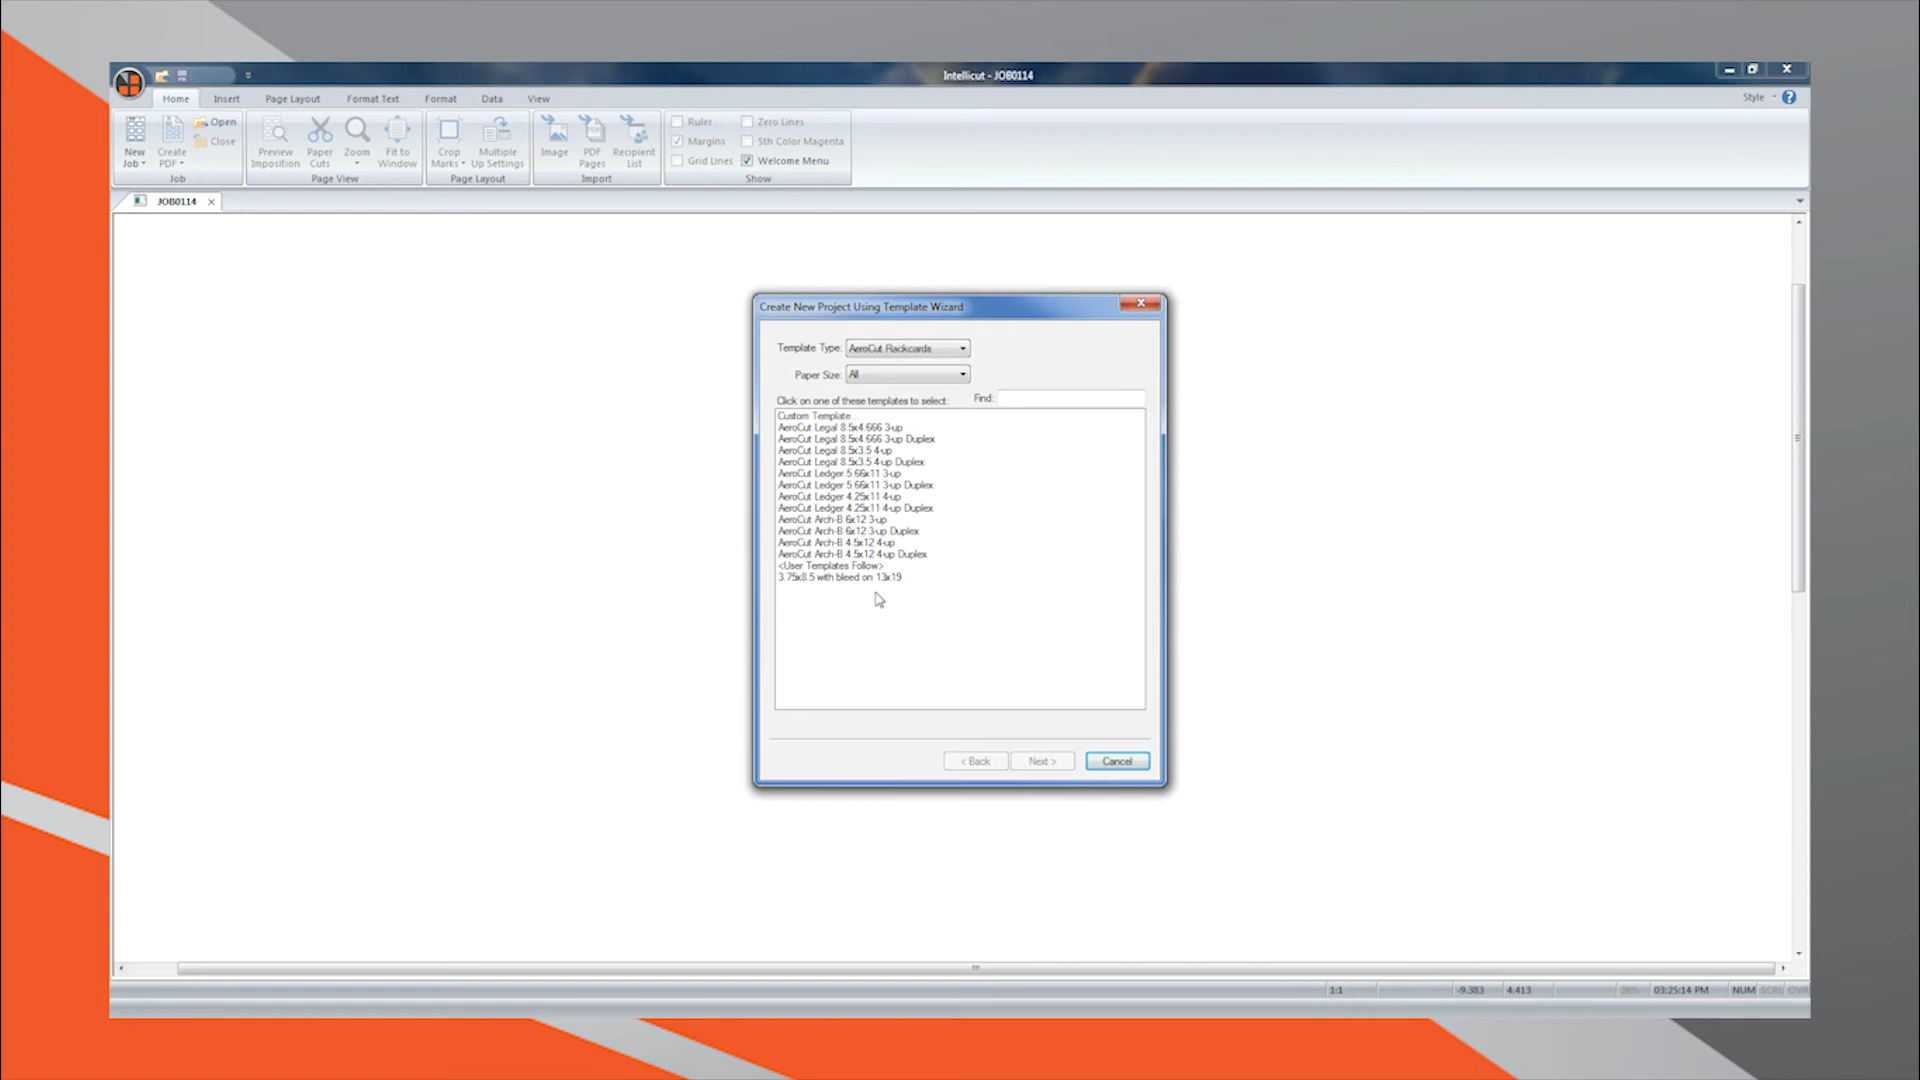 Intellicut - JOB0114
Home Insert Page Layout Format Text Format Data View Style
New Job Create PDF Open Close Job
Preview Imposition Paper Cuts Zoom Fit to Window Page View
Crop Marks Multiple Up Settings Page Layout
Image PDF Pages Recipient List Import
Ruler Zero Lines
Margins 5th Color Magenta
Grid Lines Welcome Menu
Show
JOB0114
Create New Project Using Template Wizard
Template Type: AeroCut Rackcards
Paper Size: All
Click on one of these templates to select: Find:
Custom Template...
AeroCut Legal 8.5x4.666 3-up
AeroCut Legal 8.5x4.666 3-up Duplex
AeroCut Legal 8.5x3.5 4-up
AeroCut Legal 8.5x3.5 4-up Duplex
AeroCut Ledger 5.66x11 3-up
AeroCut Ledger 5.66x11 3-up Duplex
AeroCut Ledger 4.25x11 4-up
AeroCut Ledger 4.25x11 4-up Duplex
AeroCut Arch-B 6x12 3-up
AeroCut Arch-B 6x12 3-up Duplex
AeroCut Arch-B 4.5x12 4-up
AeroCut Arch-B 4.5x12 4-up Duplex
<User Templates Follow>
3.75x8.5 with bleed on 13x19
< Back Next > Cancel
1:1 -9.383 4.413 26% 03:25:14 PM NUM SCRL OVR